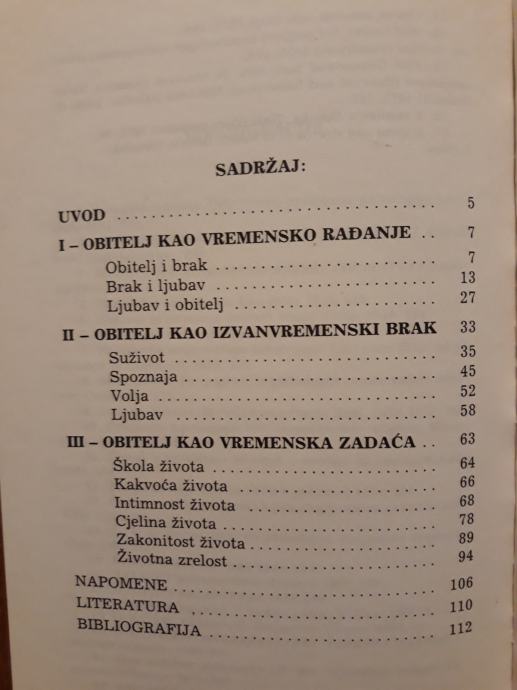 SADRŽAJ:
UVOD . . . . . . . . . . . . . . . . . . . . . . . . . . . . . . . . . . 5
I – OBITELJ KAO VREMENSKO RAĐANJE . . 7
Obitelj i brak . . . . . . . . . . . . . . . . . . . . . . . . . 7
Brak i ljubav . . . . . . . . . . . . . . . . . . . . . . . . . 13
Ljubav i obitelj . . . . . . . . . . . . . . . . . . . . . . . 27
II – OBITELJ KAO IZVANVREMENSKI BRAK 33
Suživot . . . . . . . . . . . . . . . . . . . . . . . . . . . . 35
Spoznaja . . . . . . . . . . . . . . . . . . . . . . . . . . . 45
Volja . . . . . . . . . . . . . . . . . . . . . . . . . . . . . . 52
Ljubav . . . . . . . . . . . . . . . . . . . . . . . . . . . . . 58
III – OBITELJ KAO VREMENSKA ZADAĆA . . 63
Škola života . . . . . . . . . . . . . . . . . . . . . . . . 64
Kakvoća života . . . . . . . . . . . . . . . . . . . . . . 66
Intimnost života . . . . . . . . . . . . . . . . . . . . 68
Cjelina života . . . . . . . . . . . . . . . . . . . . . . . 78
Zakonitost života . . . . . . . . . . . . . . . . . . . . 89
Životna zrelost . . . . . . . . . . . . . . . . . . . . . . 94
NAPOMENE . . . . . . . . . . . . . . . . . . . . . . . . . . . 106
LITERATURA . . . . . . . . . . . . . . . . . . . . . . . . . . 110
BIBLIOGRAFIJA . . . . . . . . . . . . . . . . . . . . . . . . 112